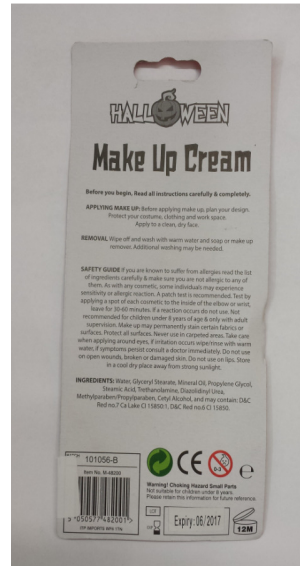 HALLOWEEN
Make Up Cream
Before you begin, Read all instructions carefully & completely.
APPLYING MAKE UP: Before applying make up, plan your design.
Protect your costume, clothing and work space.
Apply to a clean, dry face.
REMOVAL Wipe off and wash with warm water and soap or make up
remover. Additional washing may be needed.
SAFETY GUIDE If you are known to suffer from allergies read the list
of ingredients carefully & make sure you are not allergic to any of
them. As with any cosmetic, some individuals may experience
sensitivity or allergic reaction. A patch test is recommended. Test by
applying a spot of each cosmetic to the inside of the elbow or wrist,
leave for 30-60 minutes. If a reaction occurs do not use. Not
recommended for children under 8 years of age & only with adult
supervision. Make-up may permanently stain certain fabrics or
surfaces. Protect all surfaces. Never use in carpeted areas. Take care
when applying around eyes, if irritation occurs wipe/rinse with warm
water, if symptoms persist consult a doctor immediately. Do not use
on open wounds, broken or damaged skin. Do not use on lips. Store
in a cool dry place away from strong sunlight.
INGREDIENTS: Water, Glyceryl Stearate, Mineral Oil, Propylene Glycol,
Stearic Acid, Triethanolamine, Diazolidinyl Urea,
Methylparaben/Propylparaben, Cetyl Alcohol, and may contain: D&C
Red no.7 Ca Lake CI 15850:1, D&C Red no.6 CI 15850.
101056-B
Item No. M-48200
5 050577 482001
ITP IMPORTS WF4 1TN
CE
0-3
e
Warning! Choking Hazard Small Parts
Not suitable for children under 8 years.
Please retain this information for future reference.
LOT
Expiry: 06/2017
12M